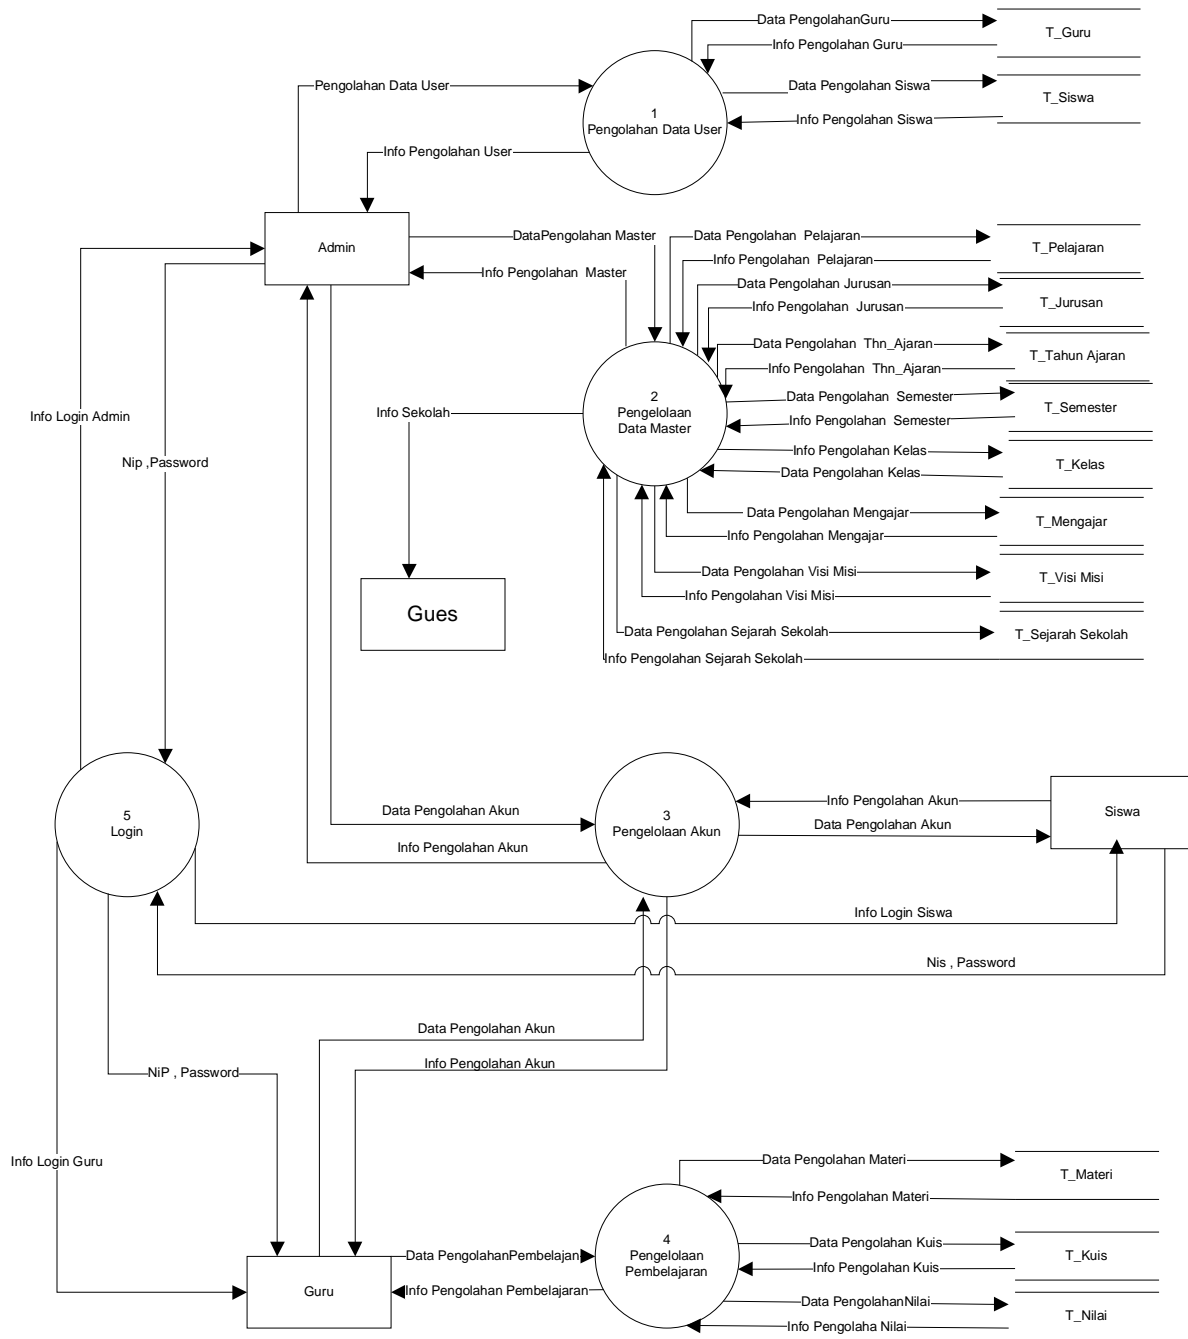 Data PengolahanGuru
T_Guru
Info Pengolahan Guru
Pengolahan Data User
Data Pengolahan Siswa
T_Siswa
1
Pengolahan Data User
Info Pengolahan Siswa
Info Pengolahan User
Admin
DataPengolahan Master
Info Pengolahan Master
Data Pengolahan Pelajaran
T_Pelajaran
Info Pengolahan Pelajaran
Data Pengolahan Jurusan
T_Jurusan
Info Pengolahan Jurusan
Data Pengolahan Thn_Ajaran
T_Tahun Ajaran
Info Pengolahan Thn_Ajaran
2
Pengelolaan
Data Master
Data Pengolahan Semester
T_Semester
Info Pengolahan Semester
Info Login Admin
Info Sekolah
Nip ,Password
Info Pengolahan Kelas
T_Kelas
Data Pengolahan Kelas
Data Pengolahan Mengajar
T_Mengajar
Info Pengolahan Mengajar
Data Pengolahan Visi Misi
T_Visi Misi
Info Pengolahan Visi Misi
Gues
Data Pengolahan Sejarah Sekolah
T_Sejarah Sekolah
Info Pengolahan Sejarah Sekolah
5
Login
Data Pengolahan Akun
Info Pengolahan Akun
3
Pengelolaan Akun
Info Pengolahan Akun
Data Pengolahan Akun
Siswa
Info Login Siswa
Nis , Password
Data Pengolahan Akun
Info Pengolahan Akun
NiP , Password
Info Login Guru
Data Pengolahan Materi
T_Materi
Info Pengolahan Materi
Guru
Data PengolahanPembelajan
Info Pengolahan Pembelajaran
4
Pengelolaan
Pembelajaran
Data Pengolahan Kuis
T_Kuis
Info Pengolahan Kuis
Data PengolahanNilai
T_Nilai
Info Pengolaha Nilai